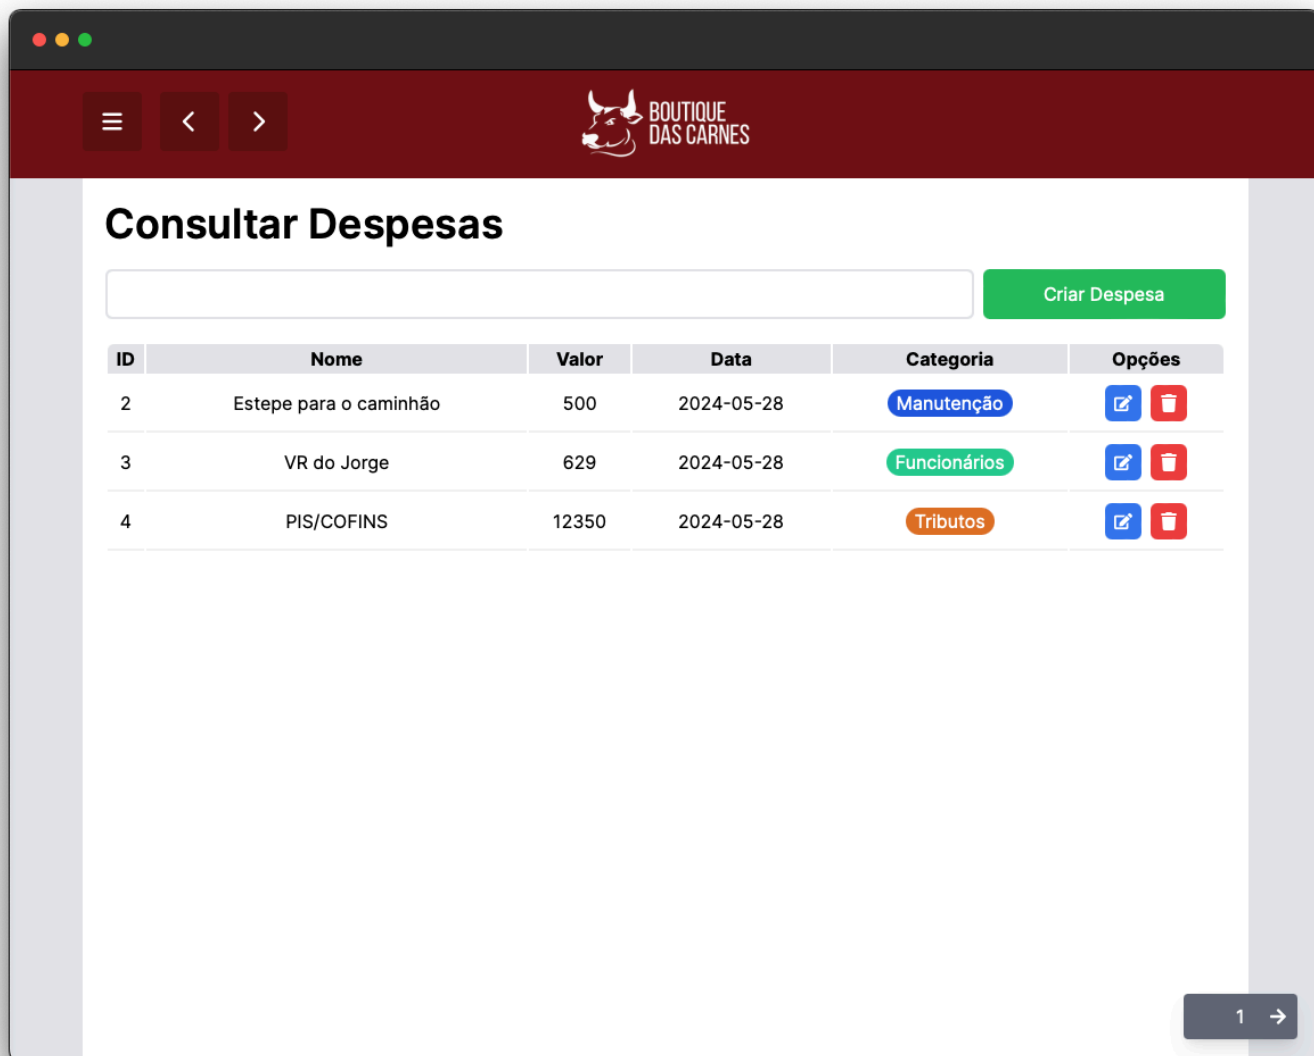 BOUTIQUE
DAS CARNES
Consultar Despesas
Criar Despesa
ID Nome Valor Data Categoria Opções
2 Estepe para o caminhão 500 2024-05-28 Manutenção
3 VR do Jorge 629 2024-05-28 Funcionários
4 PIS/COFINS 12350 2024-05-28 Tributos
1